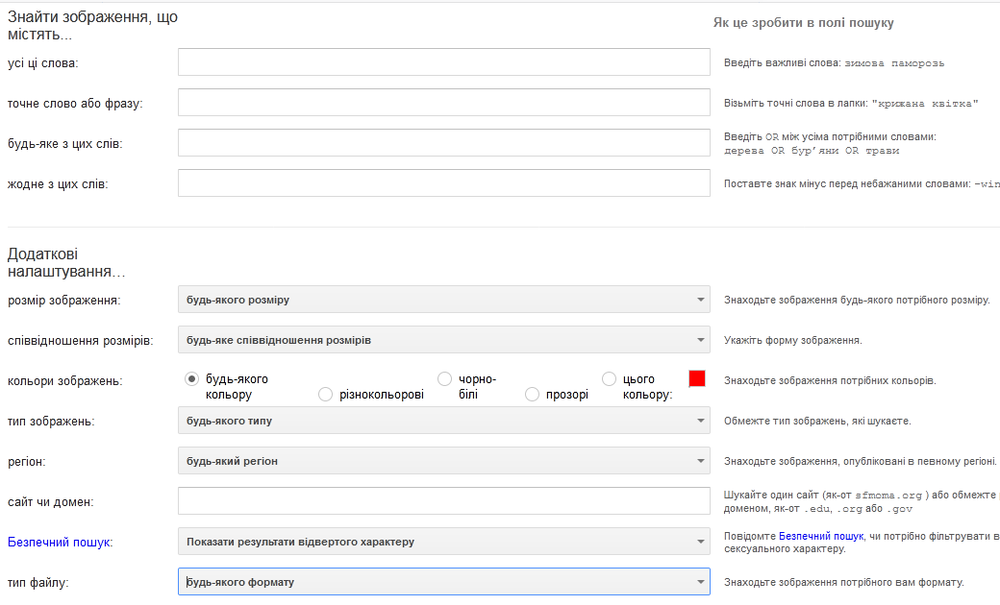 Знайти зображення, що
містять...
Як це зробити в полі пошуку
усі ці слова:
Введіть важливі слова: зимова паморозь
точне слово або фразу:
Візьміть точні слова в лапки: "крижана квітка"
будь-яке з цих слів:
Введіть OR між усіма потрібними словами:
дерева OR бур’яни OR трави
жодне з цих слів:
Поставте знак мінус перед небажаними словами: -win
Додаткові
налаштування…
розмір зображення:
будь-якого розміру
Знаходьте зображення будь-якого потрібного розміру.
співвідношення розмірів:
будь-яке співвідношення розмірів
Укажіть форму зображення.
кольори зображень:
будь-якого
кольору
різнокольорові
чорно-
білі
прозорі
цього
кольору:
Знаходьте зображення потрібних кольорів.
тип зображень:
будь-якого типу
Обмежте тип зображень, які шукаєте.
регіон:
будь-який регіон
Знаходьте зображення, опубліковані в певному регіоні.
сайт чи домен:
Шукайте один сайт (як-от sfmoma.org ) або обмежте
доменом, як-от .edu, .org або .gov
Безпечний пошук:
Показати результати відвертого характеру
Повідомте Безпечний пошук, чи потрібно фільтрувати в
сексуального характеру.
тип файлу:
будь-якого формату
Знаходьте зображення потрібного вам формату.